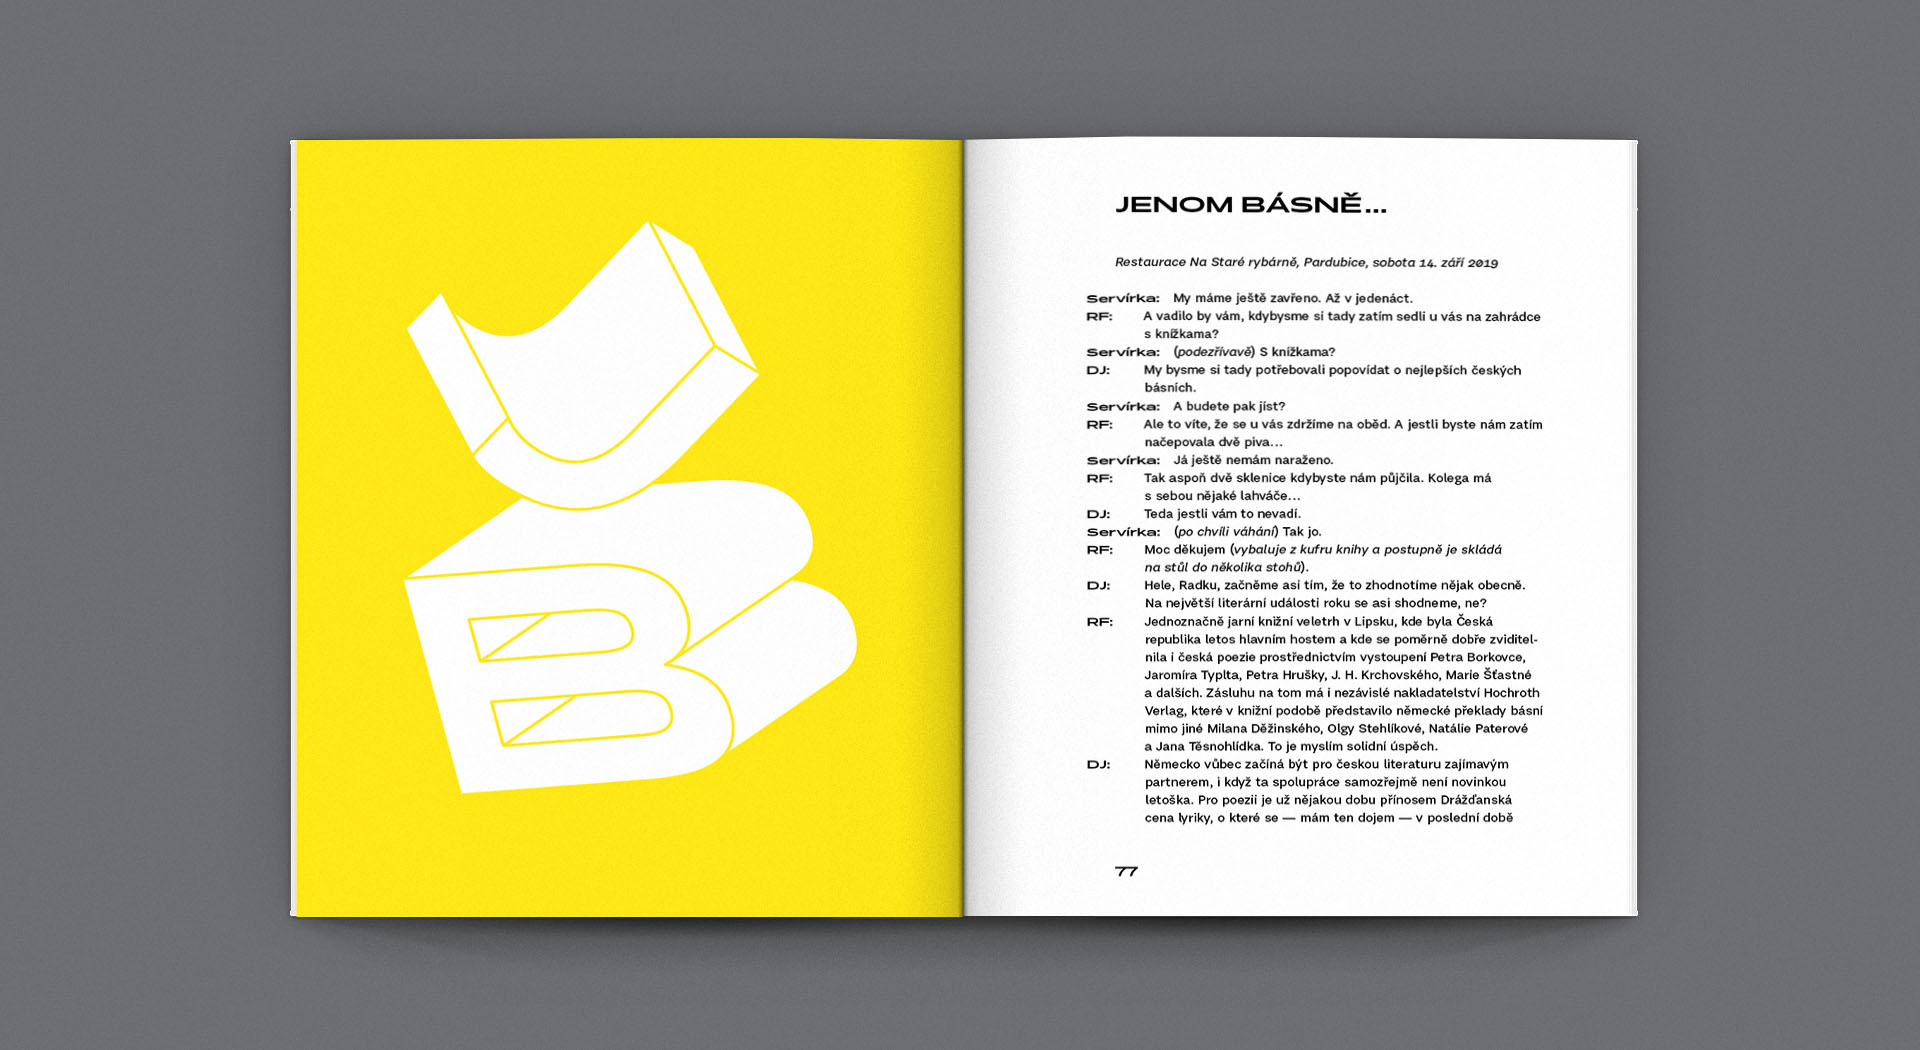 B
JENOM BÁSNĚ…
Restaurace Na Staré rybárně, Pardubice, sobota 14. září 2019
Servírka: My máme ještě zavřeno. Až v jedenáct.
RF: A vadilo by vám, kdybysme si tady zatím sedli u vás na zahrádce
s knížkama?
Servírka: (podezřívavě) S knížkama?
DJ: My bysme si tady potřebovali popovídat o nejlepších českých
básních.
Servírka: A budete pak jíst?
RF: Ale to víte, že se u vás zdržíme na oběd. A jestli byste nám zatím
načepovala dvě piva…
Servírka: Já ještě nemám naraženo.
RF: Tak aspoň dvě sklenice kdybyste nám půjčila. Kolega má
s sebou nějaké lahváče…
DJ: Teda jestli vám to nevadí.
Servírka: (po chvíli váhání) Tak jo.
RF: Moc děkujem (vybaluje z kufru knihy a postupně je skládá
na stůl do několika stohů).
DJ: Hele, Radku, začněme asi tím, že to zhodnotíme nějak obecně.
Na největší literární události roku se asi shodneme, ne?
RF: Jednoznačně jarní knižní veletrh v Lipsku, kde byla Česká
republika letos hlavním hostem a kde se poměrně dobře zviditel-
nila i česká poezie prostřednictvím vystoupení Petra Borkovce,
Jaromíra Typlta, Petra Hrušky, J. H. Krchovského, Marie Šťastné
a dalších. Zásluhu na tom má i nezávislé nakladatelství Hochroth
Verlag, které v knižní podobě představilo německé překlady básní
mimo jiné Milana Děžinského, Olgy Stehlíkové, Natálie Paterové
a Jana Těsnohlídka. To je myslím solidní úspěch.
DJ: Německo vůbec začíná být pro českou literaturu zajímavým
partnerem, i když ta spolupráce samozřejmě není novinkou
letoška. Pro poezii je už nějakou dobu přínosem Drážďanská
cena lyriky, o které se — mám ten dojem — v poslední době
77